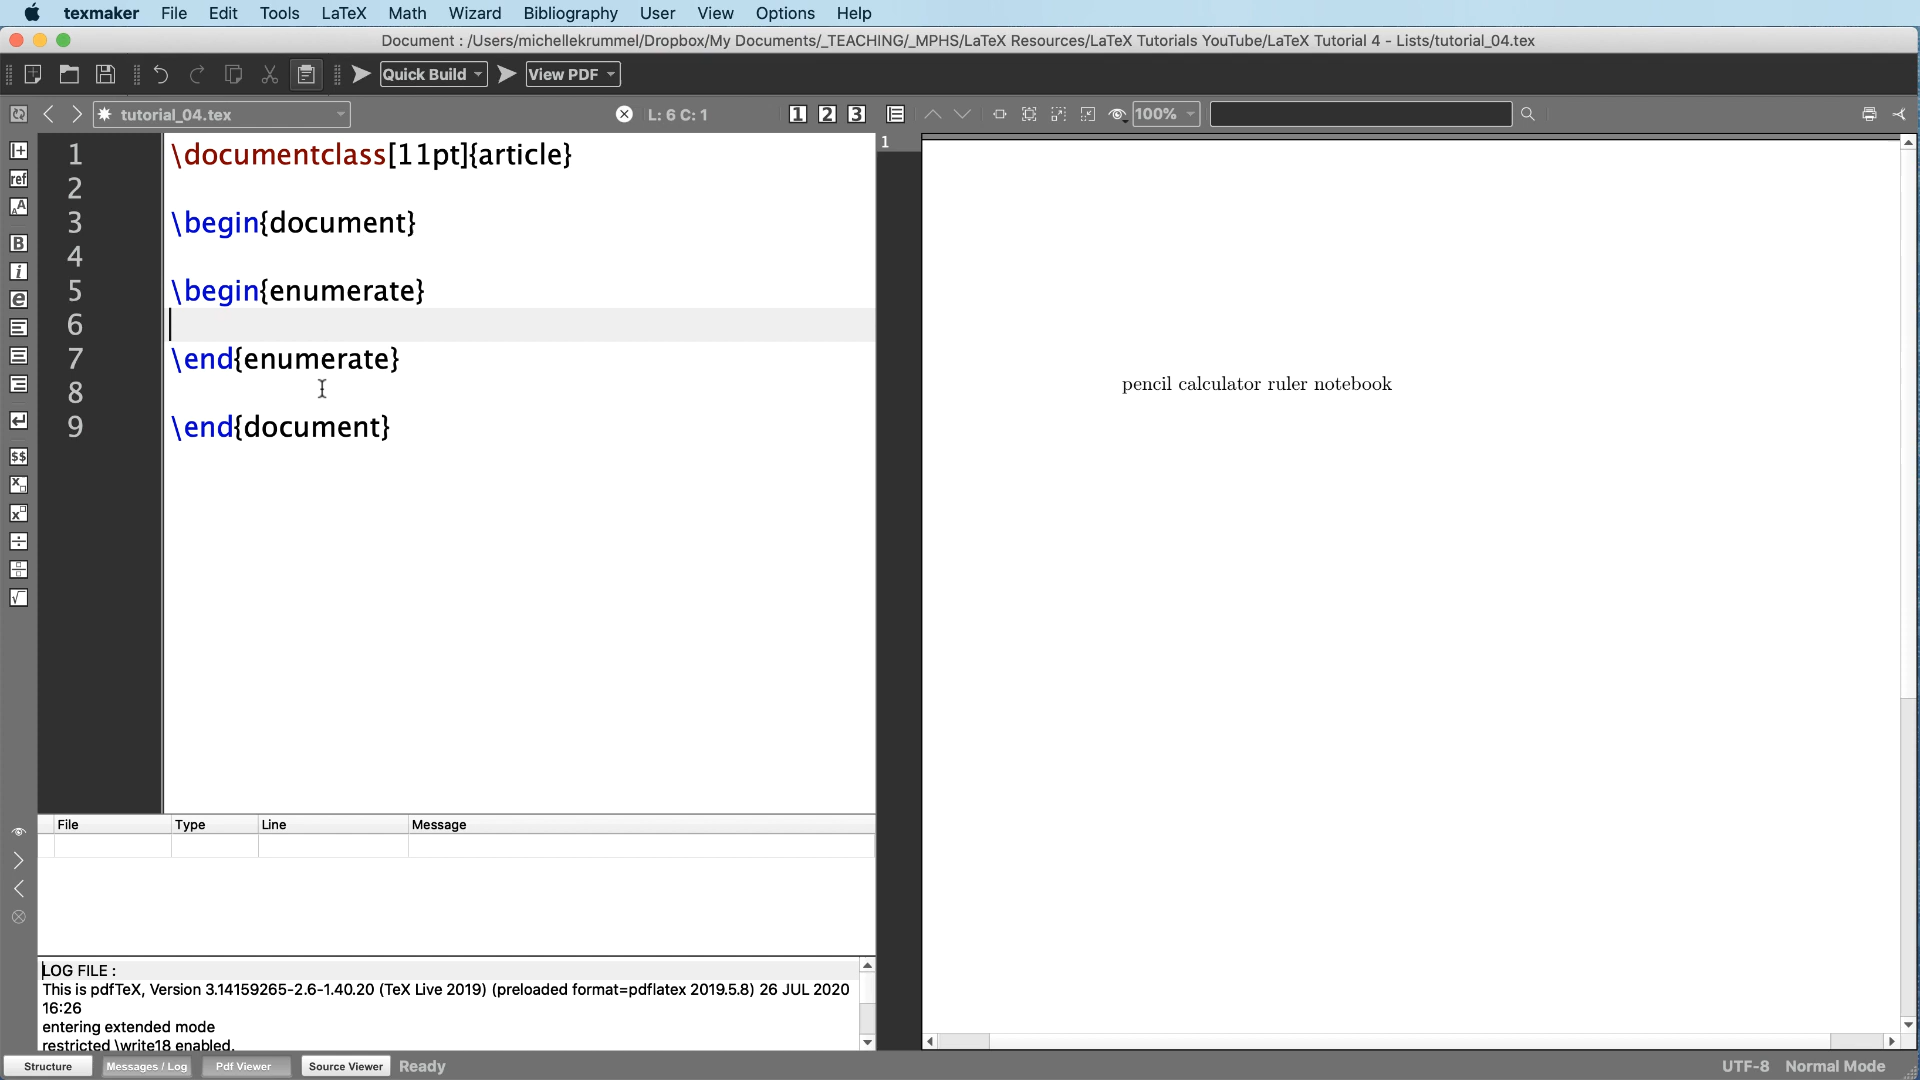 texmaker File Edit Tools LaTeX Math Wizard Bibliography User View Options Help
Document : /Users/michellekrummel/Dropbox/My Documents/_TEACHING/_MPHS/LaTeX Resources/LaTeX Tutorials YouTube/LaTeX Tutorial 4 - Lists/tutorial_04.tex
Quick Build View PDF
tutorial_04.tex L: 6 C: 1 1 2 3 100%
1 \documentclass[11pt]{article}
2
3 \begin{document}
4
5 \begin{enumerate}
6
7 \end{enumerate}
8
9 \end{document}
1
pencil calculator ruler notebook
ref
A A
B
i
e
$$
x
x
File Type Line Message
LOG FILE :
This is pdfTeX, Version 3.14159265-2.6-1.40.20 (TeX Live 2019) (preloaded format=pdflatex 2019.5.8) 26 JUL 2020
16:26
entering extended mode
restricted \write18 enabled.
Structure Messages / Log Pdf Viewer Source Viewer Ready UTF-8 Normal Mode